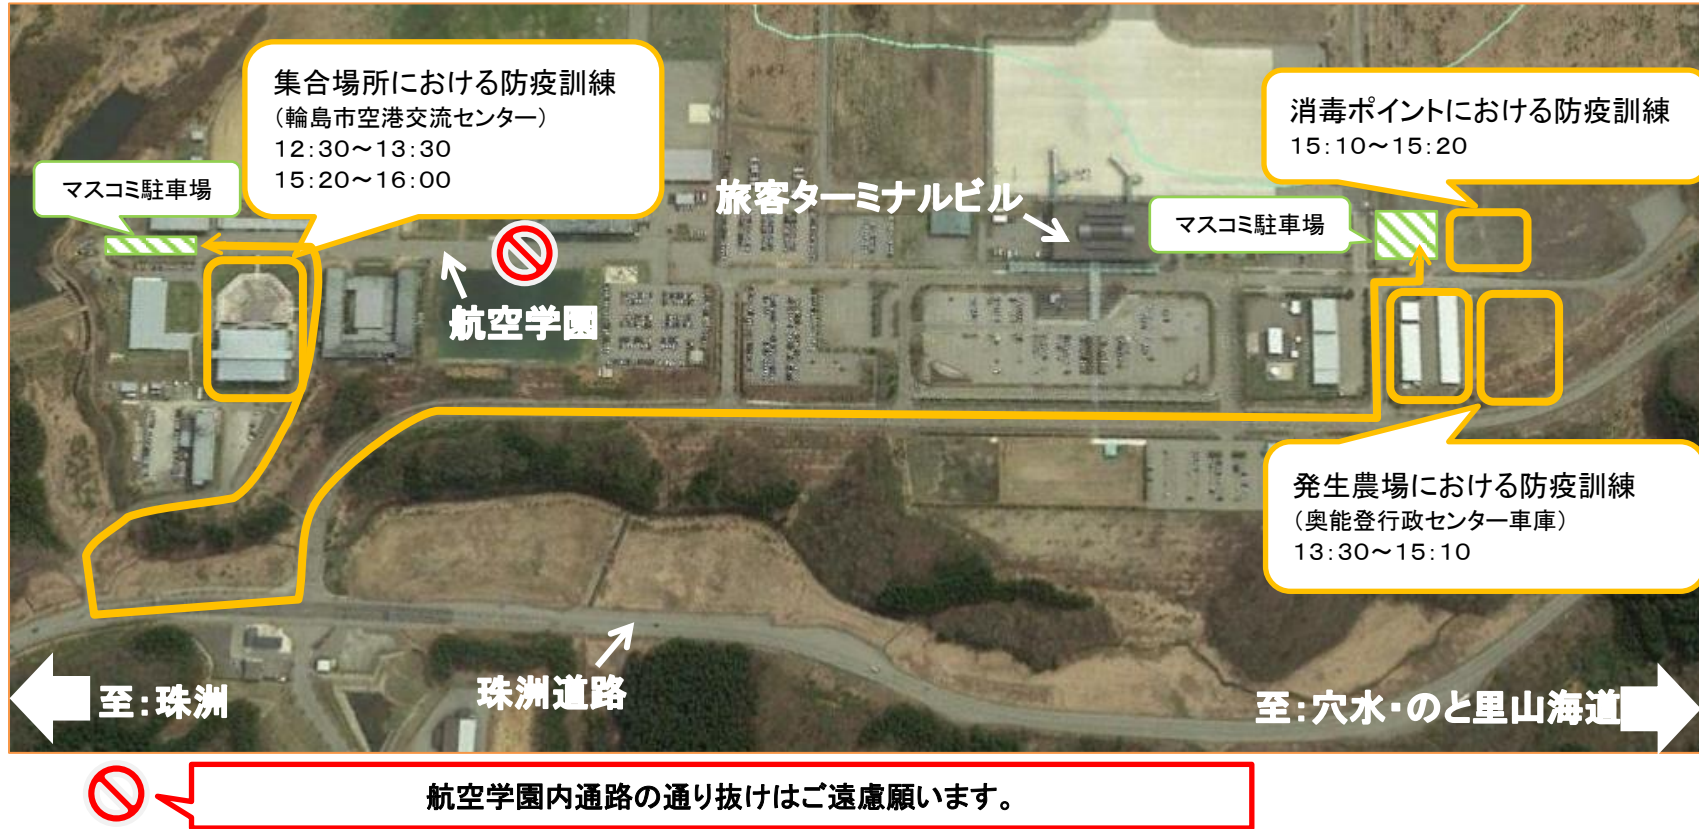 集合場所における防疫訓練
（輪島市空港交流センター）
12：30～13：30
15：20～16：00
消毒ポイントにおける防疫訓練
15：10～15：20
マスコミ駐車場
旅客ターミナルビル
マスコミ駐車場
航空学園
発生農場における防疫訓練
（奥能登行政センター車庫）
13：30～15：10
珠洲道路
至：珠洲
至：穴水・のと里山海道
航空学園内通路の通り抜けはご遠慮願います。